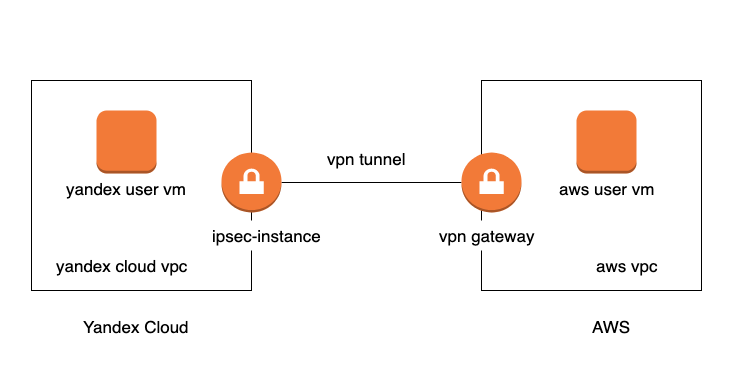 vpn tunnel
yandex user vm
aws user vm
ipsec-instance
vpn gateway
yandex cloud vpc
aws vpc
Yandex Cloud
AWS